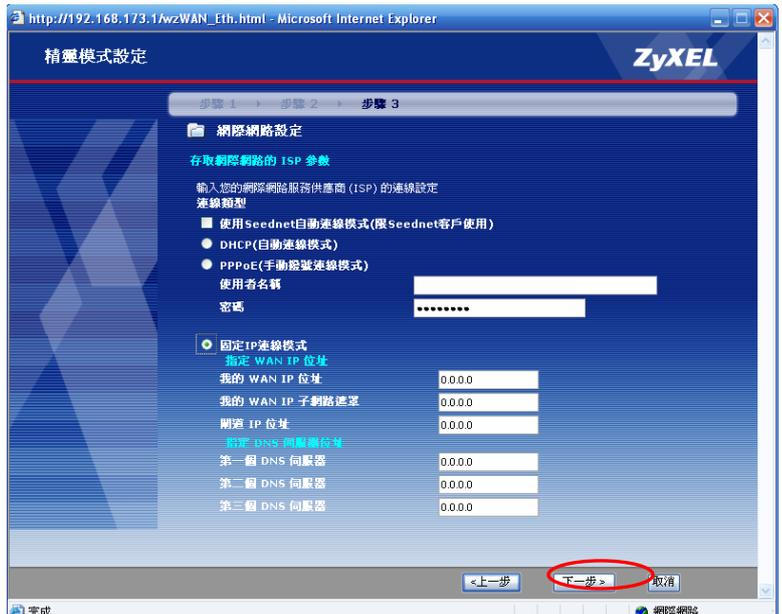 http://192.168.173.1/wzWAN_Eth.html - Microsoft Internet Explorer
精靈模式設定
ZyXEL
步驟 1 › 步驟 2 › 步驟 3
網際網路設定
存取網際網路的 ISP 參數
輸入您的網際網路服務供應商 (ISP) 的連線設定
連線類型
使用Seednet自動連線模式(限Seednet客戶使用)
DHCP(自動連線模式)
PPPoE(手動撥號連線模式)
使用者名稱
密碼 ••••••••
固定IP連線模式
指定 WAN IP 位址
我的 WAN IP 位址 0.0.0.0
我的 WAN IP 子網路遮罩 0.0.0.0
閘道 IP 位址 0.0.0.0
指定 DNS 伺服器位址
第一個 DNS 伺服器 0.0.0.0
第二個 DNS 伺服器 0.0.0.0
第三個 DNS 伺服器 0.0.0.0
<上一步 下一步> 取消
完成 網際網路